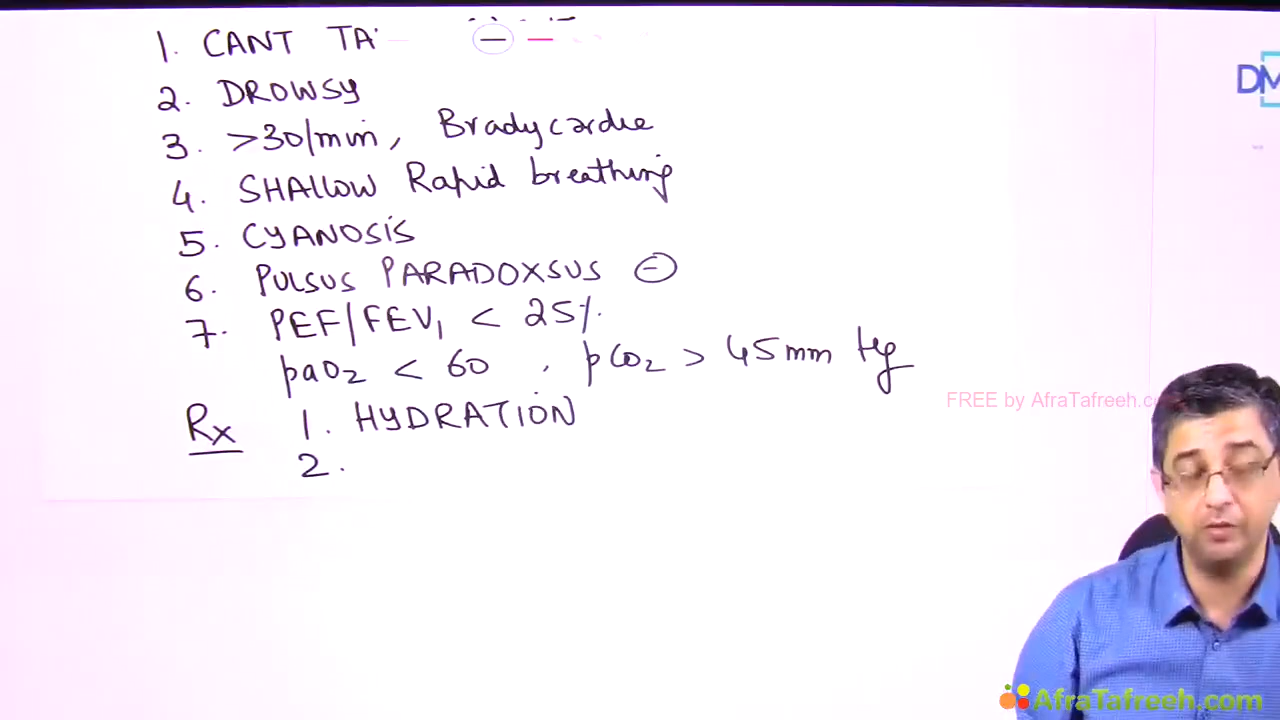 1. CANT TA
2. DROWSY
3. >30/min, Bradycardie
4. SHAllOW Rapid breathing
5. CYANOSIS
6. PULSUS PARADOXSUS ⊖
7. PEF/FEV₁ < 25%.
paO₂ < 60 , pCO₂ > 45 mm Hg
Rx 1. HYDRATION
2.
DM
FREE by AfraTafreeh.c
AfraTafreeh.com